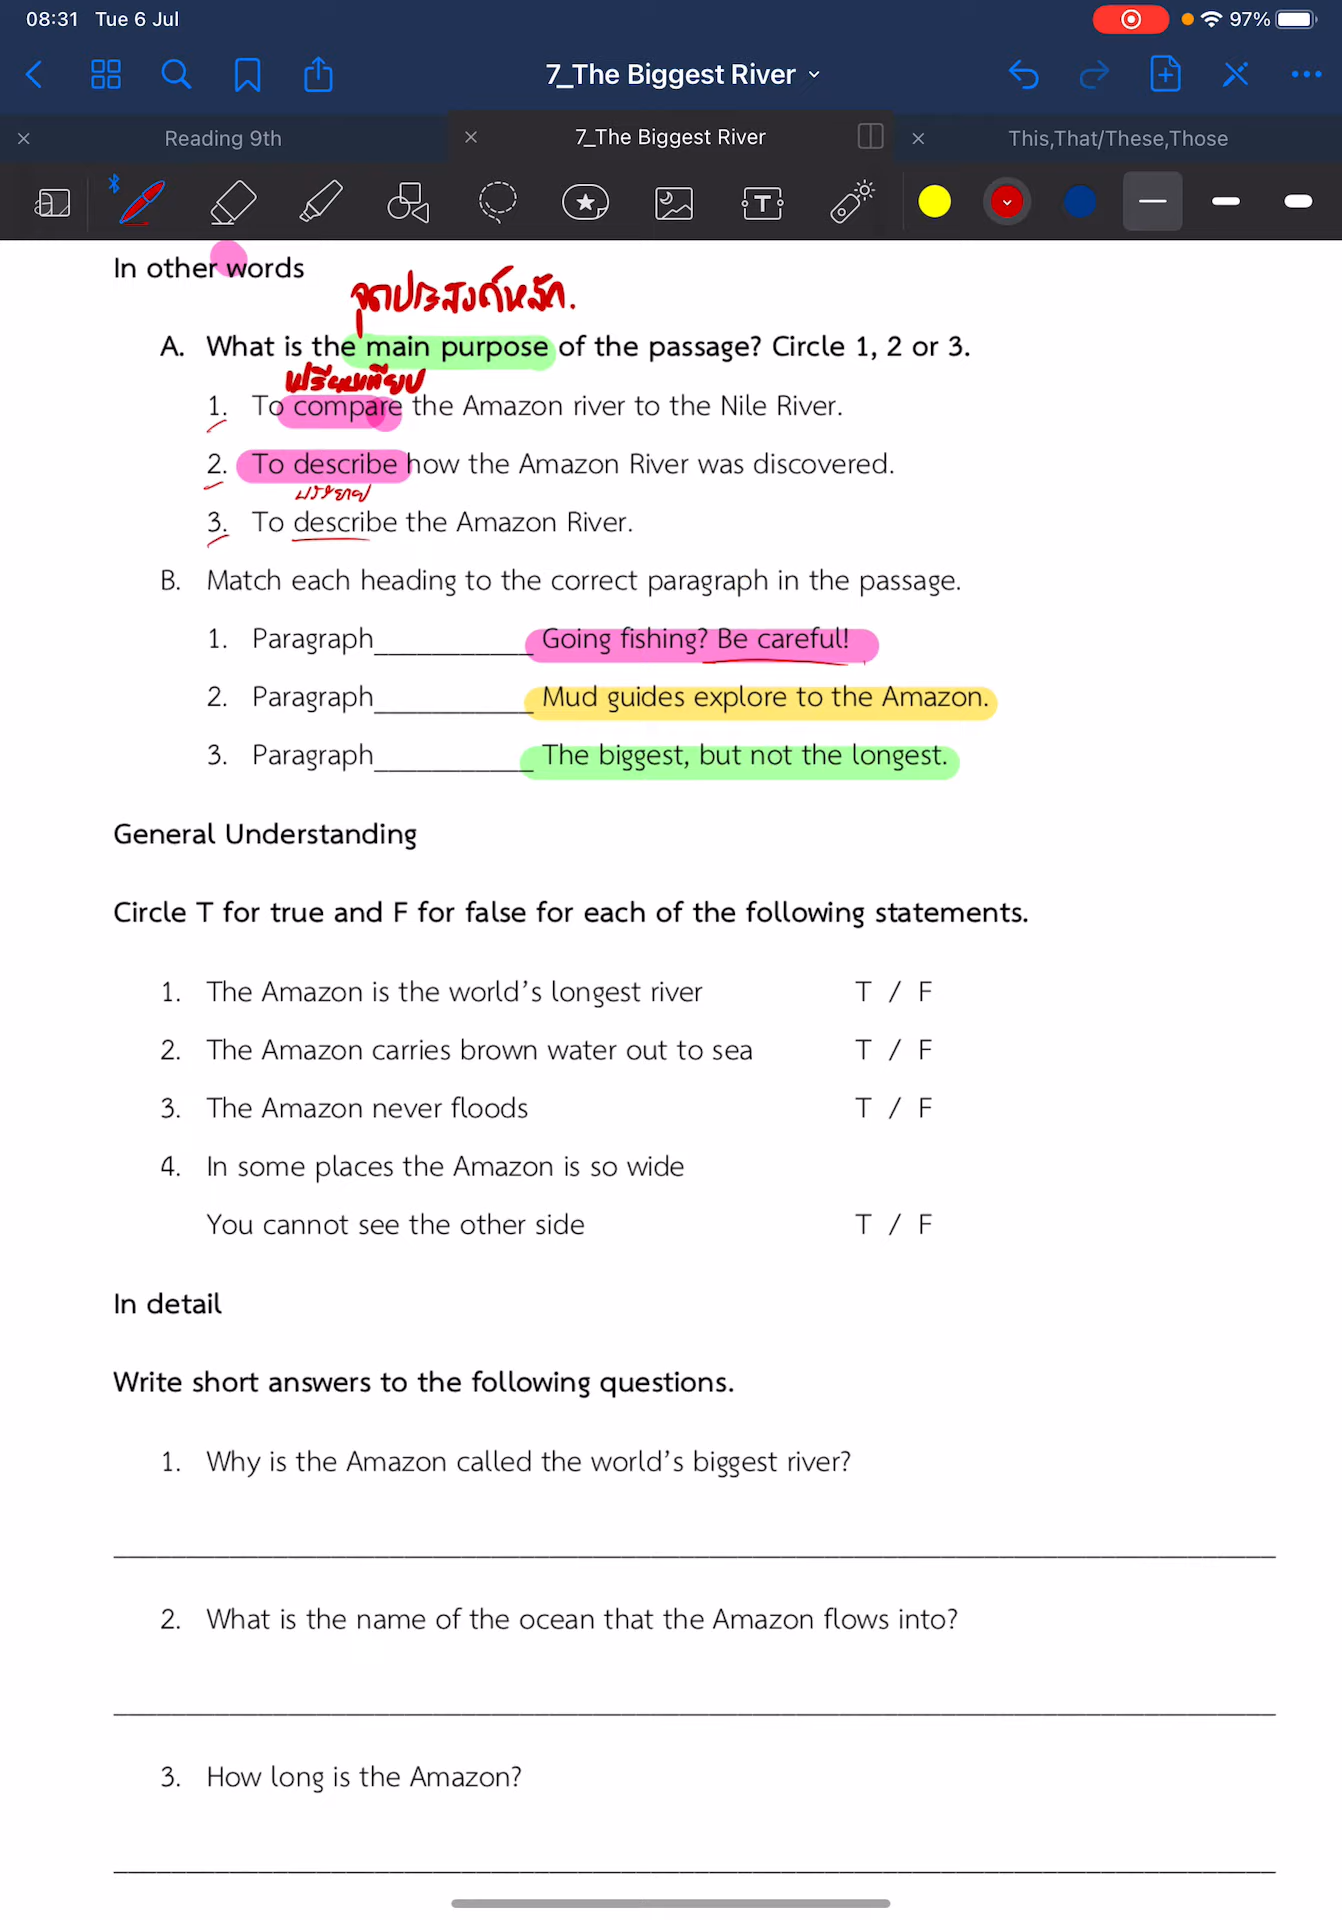 08:31 Tue 6 Jul 97%
7_The Biggest River
Reading 9th
7_The Biggest River
This,That/These,Those
In other words
จุดประสงค์หลัก.
A. What is the main purpose of the passage? Circle 1, 2 or 3.
เปรียบเทียบ
1. To compare the Amazon river to the Nile River.
2. To describe how the Amazon River was discovered.
บรรยาย
3. To describe the Amazon River.
B. Match each heading to the correct paragraph in the passage.
1. Paragraph___________ Going fishing? Be careful!
2. Paragraph___________ Mud guides explore to the Amazon.
3. Paragraph___________ The biggest, but not the longest.
General Understanding
Circle T for true and F for false for each of the following statements.
1. The Amazon is the world's longest river T / F
2. The Amazon carries brown water out to sea T / F
3. The Amazon never floods T / F
4. In some places the Amazon is so wide
You cannot see the other side T / F
In detail
Write short answers to the following questions.
1. Why is the Amazon called the world's biggest river?
2. What is the name of the ocean that the Amazon flows into?
3. How long is the Amazon?